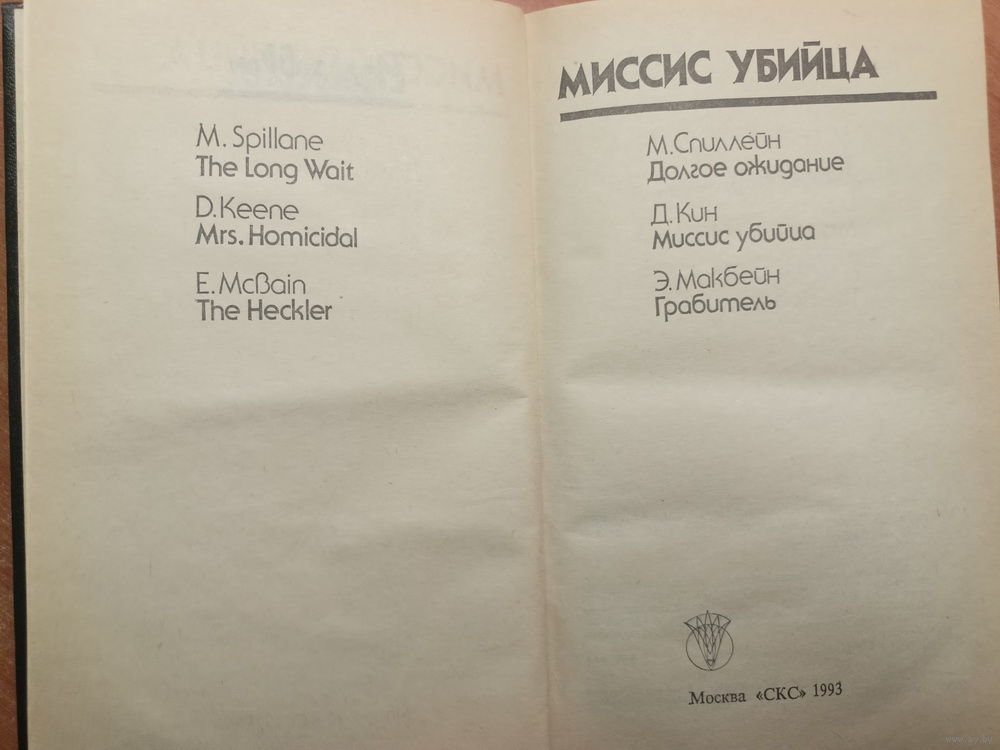 M. Spillane
The Long Wait
D. Keene
Mrs. Homicidal
E. McBain
The Heckler
МИССИС УБИЙЦА
М. Спиллейн
Долгое ожидание
Д. Кин
Миссис убийца
Э. Макбейн
Грабитель
Москва «СКС» 1993